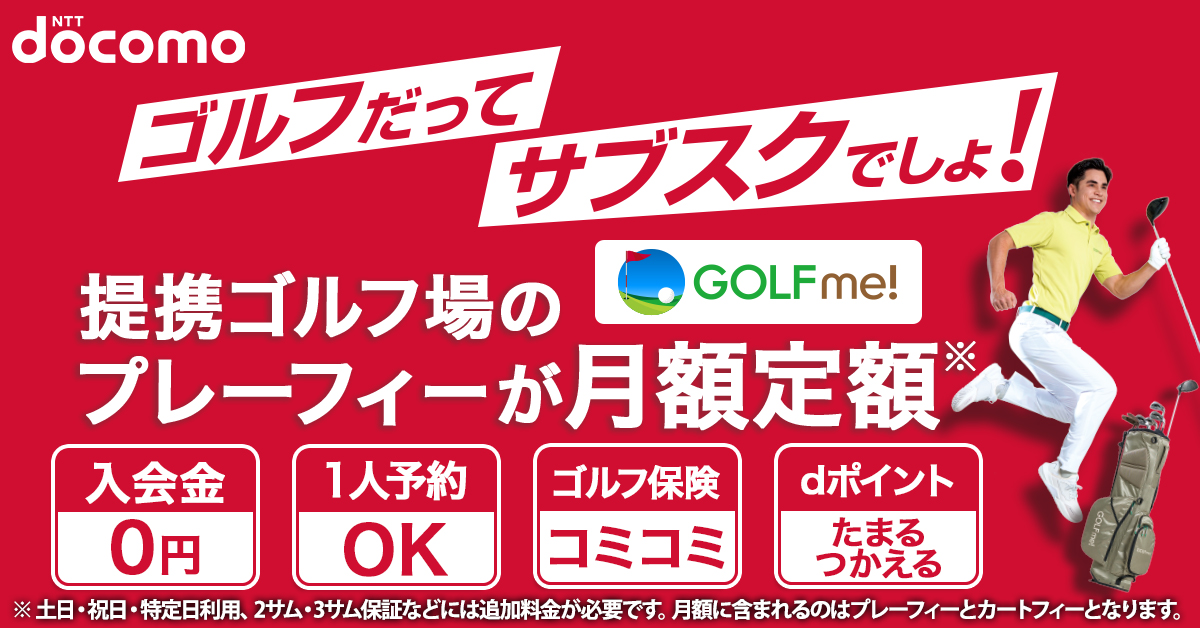 NTT
docomo
ゴルフだって
サブスクでしょ!
GOLFme!
提携ゴルフ場の
プレーフィーが月額定額※
入会金
0円
1人予約
OK
ゴルフ保険
コミコミ
dポイント
たまる
つかえる
GOLFme!
※ 土日・祝日・特定日利用、2サム・3サム保証などには追加料金が必要です。月額に含まれるのはプレーフィーとカートフィーとなります。